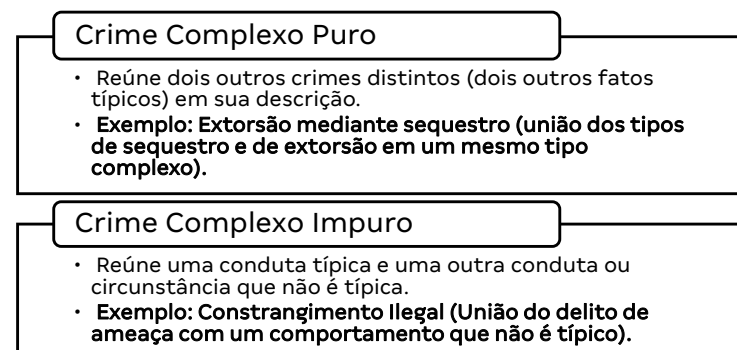 Crime Complexo Puro
• Reúne dois outros crimes distintos (dois outros fatos
típicos) em sua descrição.
• Exemplo: Extorsão mediante sequestro (união dos tipos
de sequestro e de extorsão em um mesmo tipo
complexo).
Crime Complexo Impuro
• Reúne uma conduta típica e uma outra conduta ou
circunstância que não é típica.
• Exemplo: Constrangimento Ilegal (União do delito de
ameaça com um comportamento que não é típico).